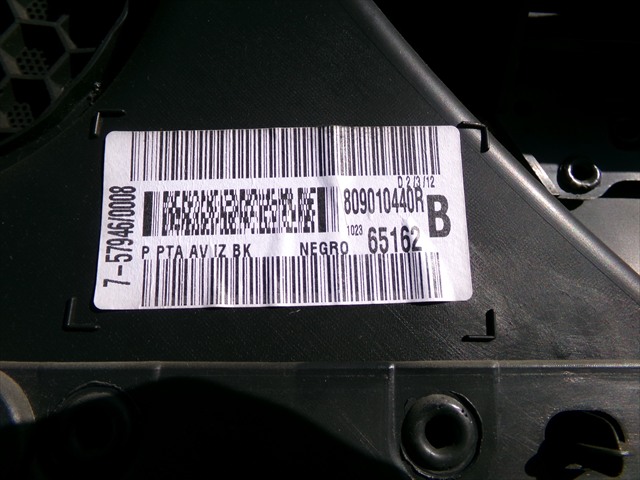 7-57946/0008
D 2/3/12
809010440R
B
1023 65162
P PTA AV IZ BK NEGRO